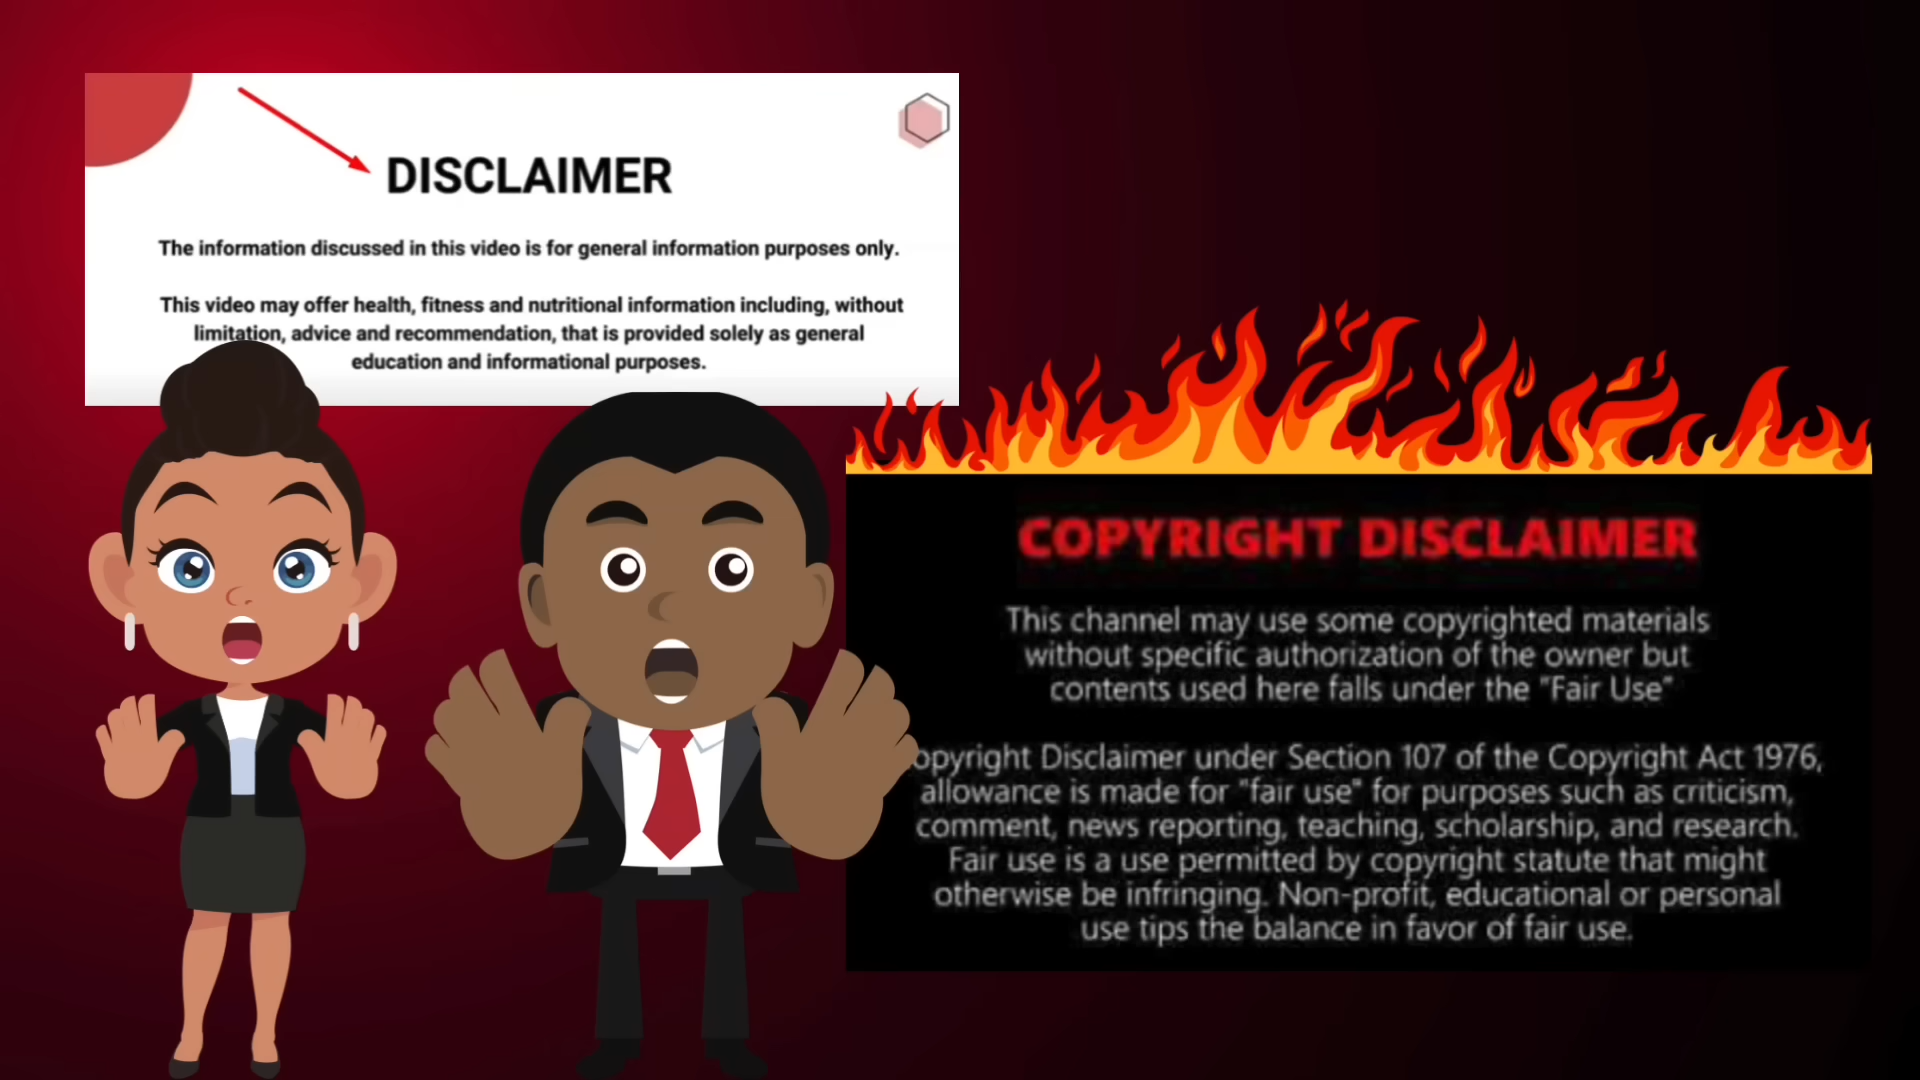 DISCLAIMER
The information discussed in this video is for general information purposes only.
This video may offer health, fitness and nutritional information including, without
limitation, advice and recommendation, that is provided solely as general
education and informational purposes.
COPYRIGHT DISCLAIMER
This channel may use some copyrighted materials
without specific authorization of the owner but
contents used here falls under the "Fair Use"
opyright Disclaimer under Section 107 of the Copyright Act 1976,
allowance is made for "fair use" for purposes such as criticism,
comment, news reporting, teaching, scholarship, and research.
Fair use is a use permitted by copyright statute that might
otherwise be infringing. Non-profit, educational or personal
use tips the balance in favor of fair use.